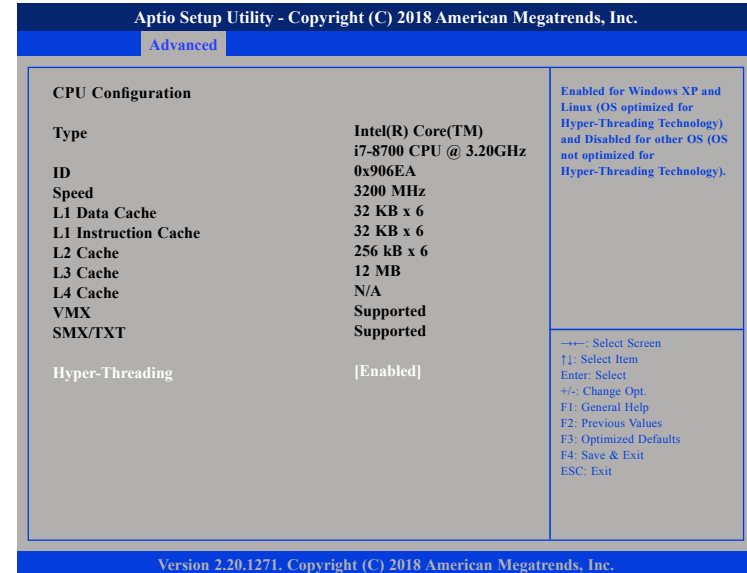 Aptio Setup Utility - Copyright (C) 2018 American Megatrends, Inc.
Advanced
CPU Configuration
Type Intel(R) Core(TM)
i7-8700 CPU @ 3.20GHz
ID 0x906EA
Speed 3200 MHz
L1 Data Cache 32 KB x 6
L1 Instruction Cache 32 KB x 6
L2 Cache 256 kB x 6
L3 Cache 12 MB
L4 Cache N/A
VMX Supported
SMX/TXT Supported
Hyper-Threading [Enabled]
Enabled for Windows XP and
Linux (OS optimized for
Hyper-Threading Technology)
and Disabled for other OS (OS
not optimized for
Hyper-Threading Technology).
→←: Select Screen
↑↓: Select Item
Enter: Select
+/-: Change Opt.
F1: General Help
F2: Previous Values
F3: Optimized Defaults
F4: Save & Exit
ESC: Exit
Version 2.20.1271. Copyright (C) 2018 American Megatrends, Inc.